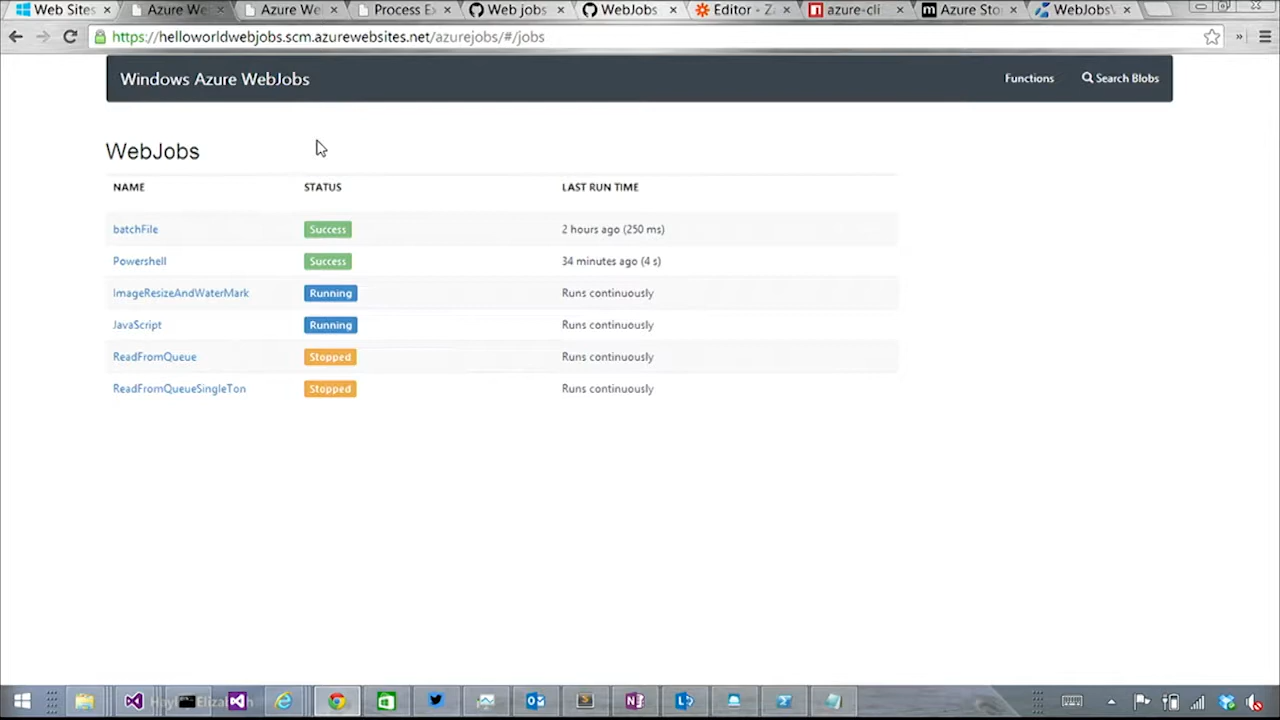 Web Sites
Azure We
Azure We
Process Ex
Web jobs
WebJobs
Editor - Za
azure-cli
Azure Sto
WebJobs
https://helloworldwebjobs.scm.azurewebsites.net/azurejobs/#/jobs
Windows Azure WebJobs
Functions
Search Blobs
WebJobs
NAME STATUS LAST RUN TIME
batchFile Success 2 hours ago (250 ms)
Powershell Success 34 minutes ago (4 s)
ImageResizeAndWaterMark Running Runs continuously
JavaScript Running Runs continuously
ReadFromQueue Stopped Runs continuously
ReadFromQueueSingleTon Stopped Runs continuously